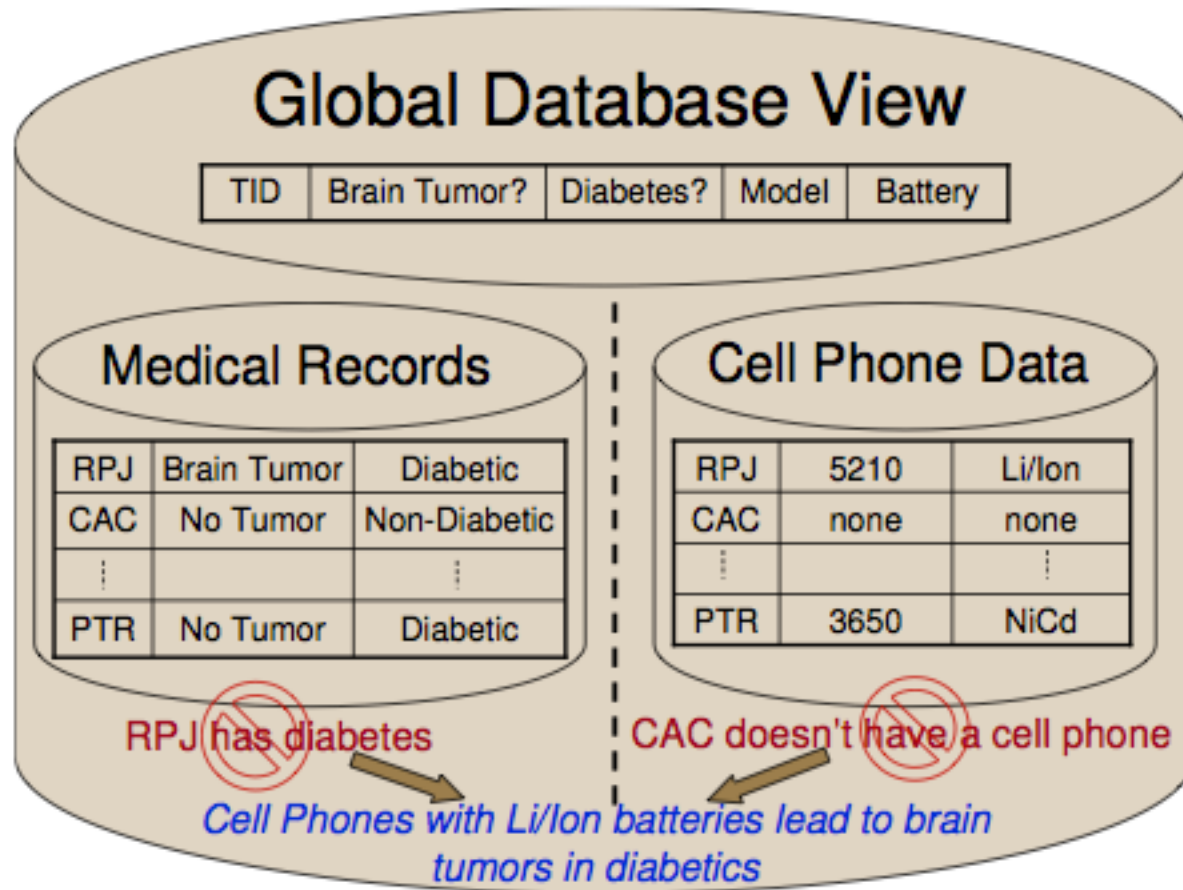 Global Database View
TID Brain Tumor? Diabetes? Model Battery
Medical Records
RPJ Brain Tumor Diabetic
CAC No Tumor Non-Diabetic
PTR No Tumor Diabetic
Cell Phone Data
RPJ 5210 Li/Ion
CAC none none
PTR 3650 NiCd
RPJ has diabetes
CAC doesn't have a cell phone
Cell Phones with Li/Ion batteries lead to brain
tumors in diabetics